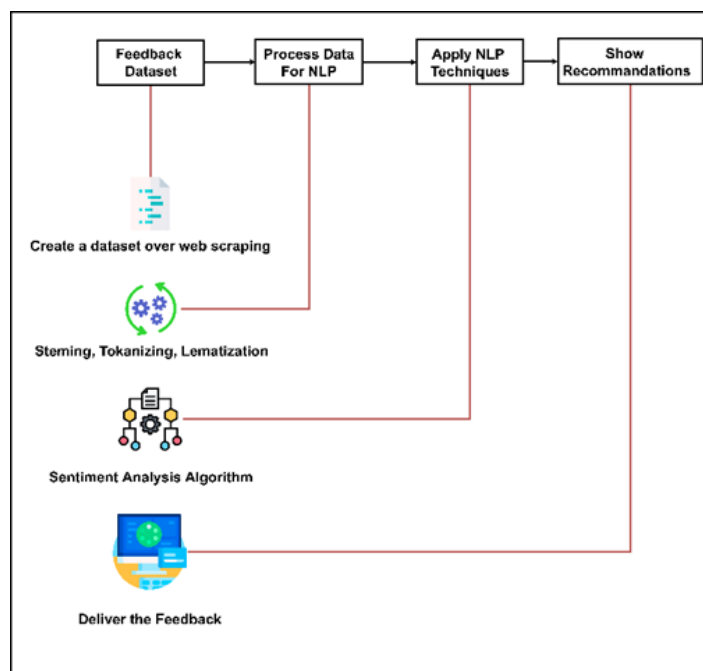 Feedback
Dataset
Process Data
For NLP
Apply NLP
Techniques
Show
Recommandations
Create a dataset over web scraping
Steming, Tokanizing, Lematization
Sentiment Analysis Algorithm
Deliver the Feedback